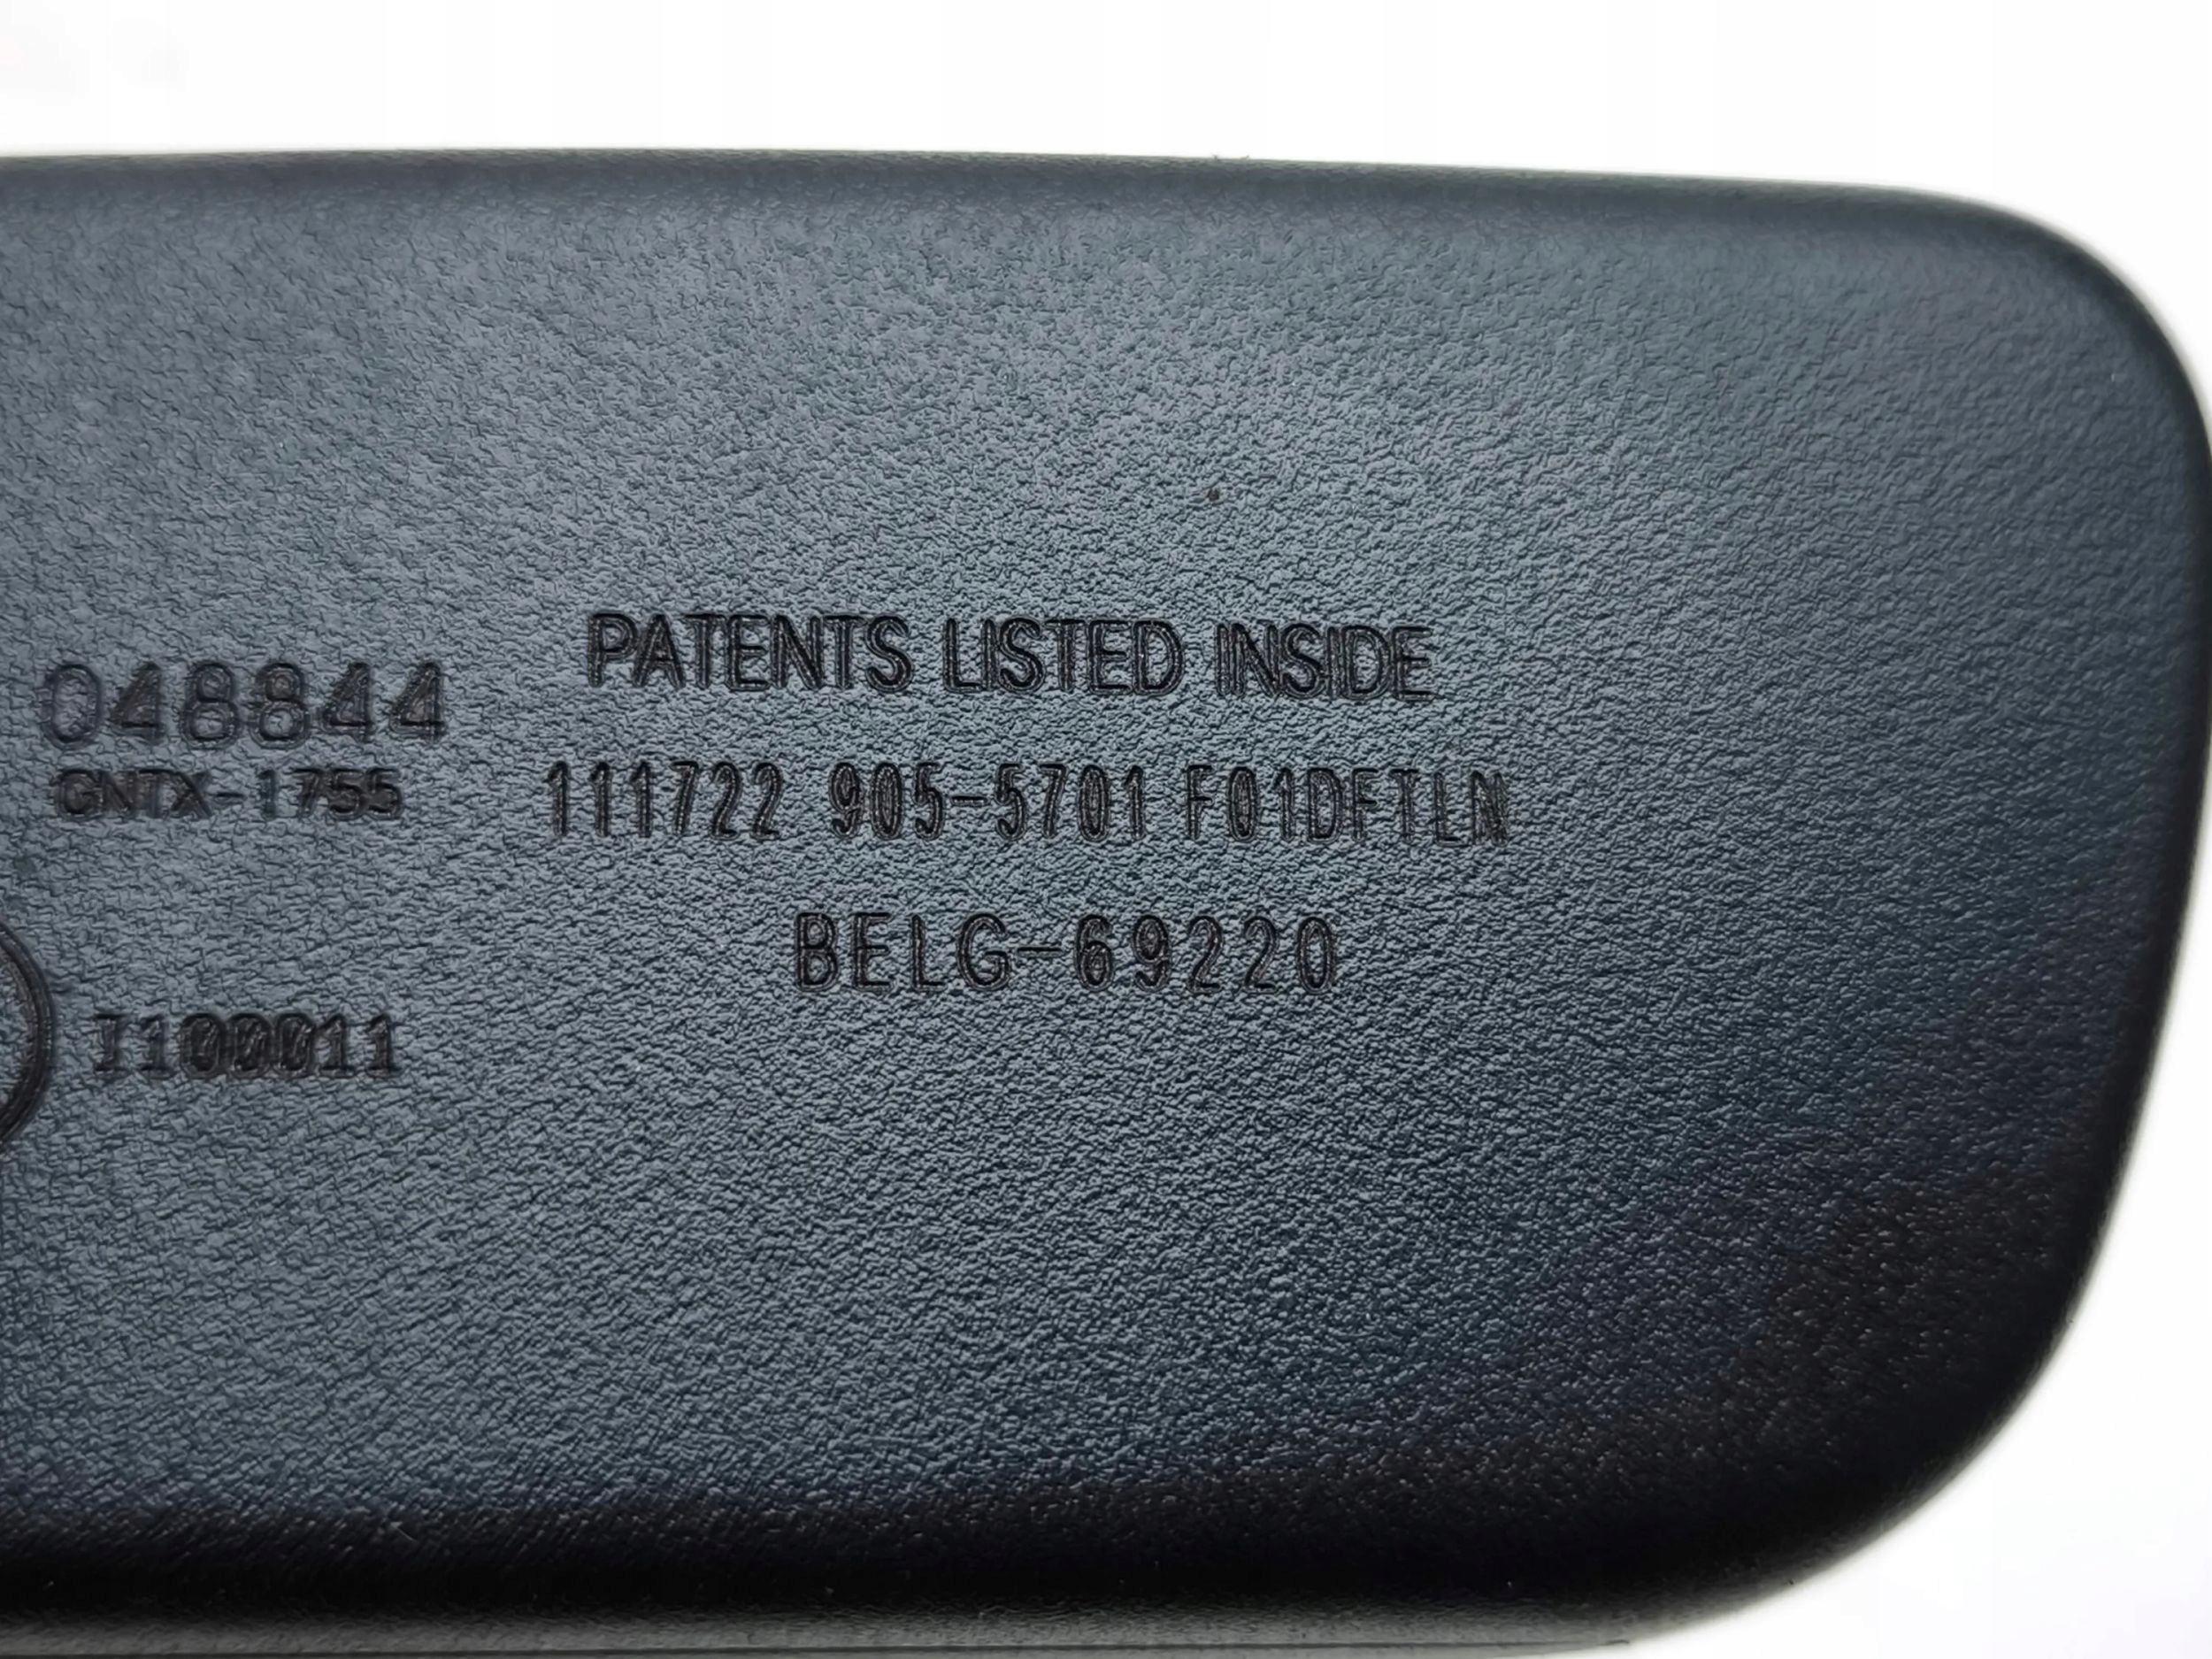 048844
GNTX-1755
I100011
PATENTS LISTED INSIDE
111722 905-5701 F01DFTLN
BELG-69220